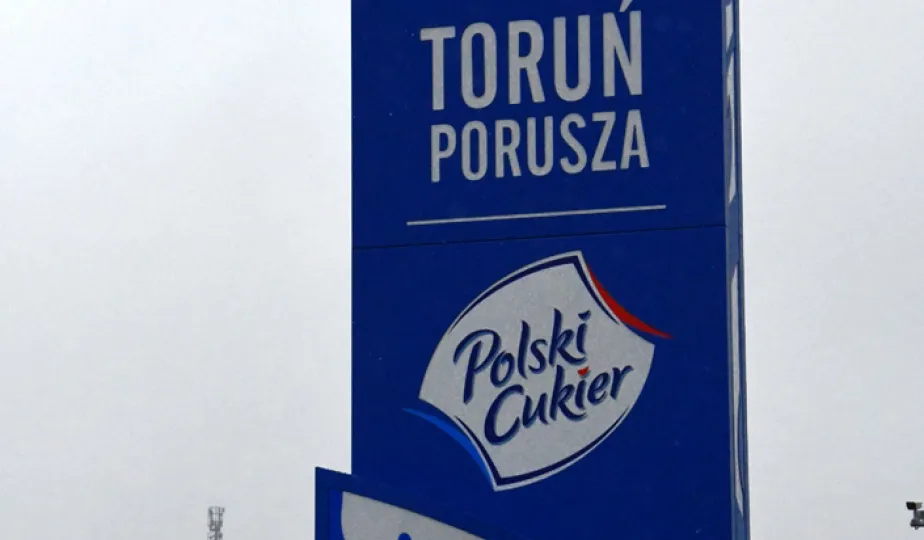 TORUŃ
PORUSZA
Polski
Cukier